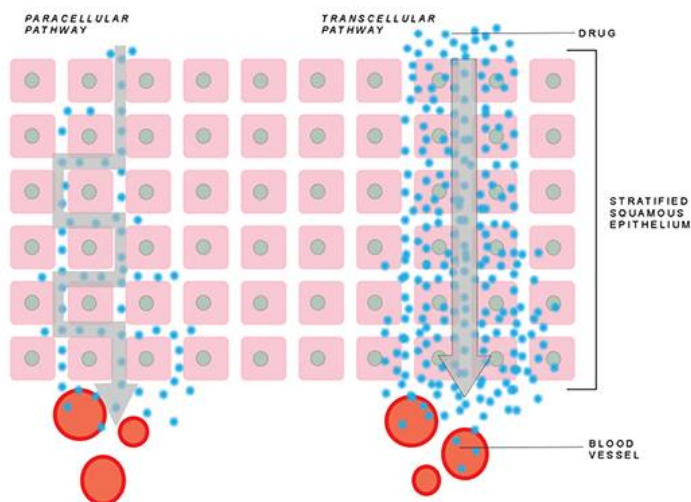 PARACELLULAR
PATHWAY
TRANSCELLULAR
PATHWAY
DRUG
STRATIFIED
SQUAMOUS
EPITHELIUM
BLOOD
VESSEL